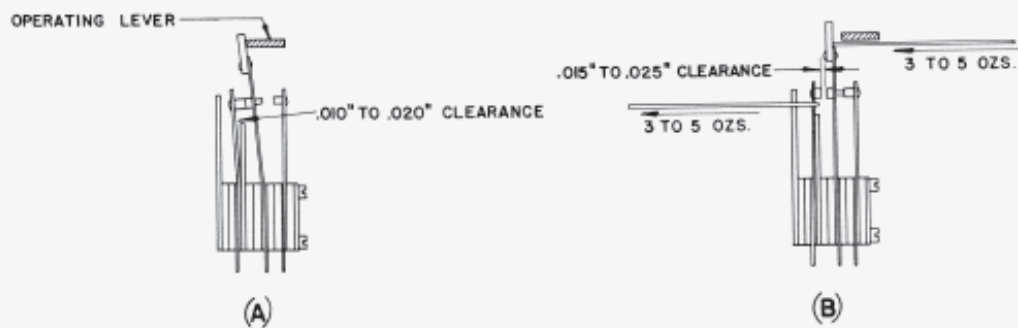 OPERATING LEVER
.010" TO .020" CLEARANCE
(A)
.015" TO .025" CLEARANCE
3 TO 5 OZS.
3 TO 5 OZS.
(B)